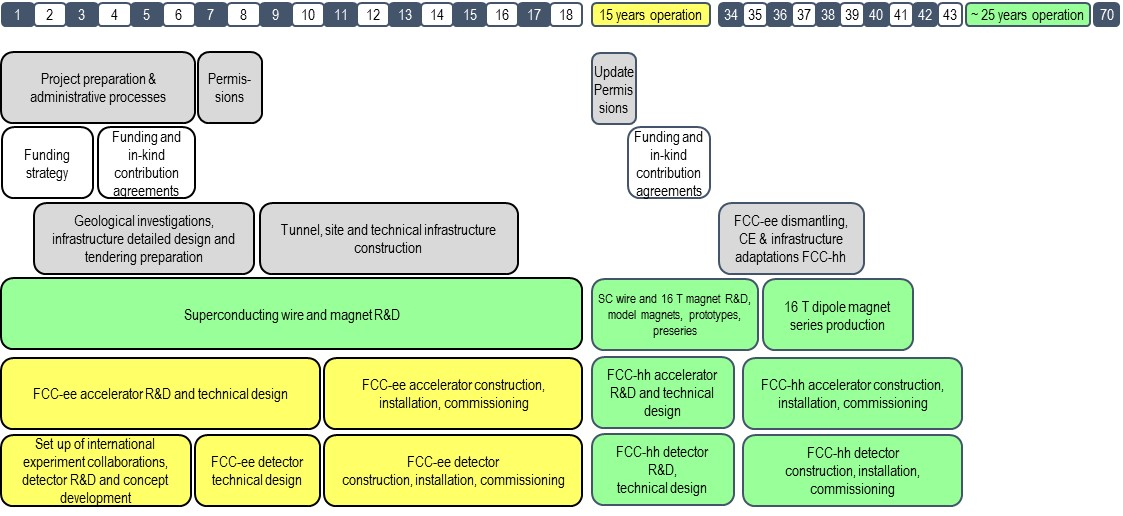 1 2 3 4 5 6 7 8 9 10 11 12 13 14 15 16 17 18 15 years operation 34 35 36 37 38 39 40 41 42 43 ~ 25 years operation 70
Project preparation &
administrative processes
Permis-
sions
Update
Permis
sions
Funding
strategy
Funding and
in-kind
contribution
agreements
Funding and
in-kind
contribution
agreements
Geological investigations,
infrastructure detailed design and
tendering preparation
Tunnel, site and technical infrastructure
construction
FCC-ee dismantling,
CE & infrastructure
adaptations FCC-hh
Superconducting wire and magnet R&D
SC wire and 16 T magnet R&D,
model magnets, prototypes,
preseries
16 T dipole magnet
series production
FCC-ee accelerator R&D and technical design
FCC-ee accelerator construction,
installation, commissioning
FCC-hh accelerator
R&D and technical
design
FCC-hh accelerator construction,
installation, commissioning
Set up of international
experiment collaborations,
detector R&D and concept
development
FCC-ee detector
technical design
FCC-ee detector
construction, installation, commissioning
FCC-hh detector
R&D,
technical design
FCC-hh detector
construction, installation,
commissioning